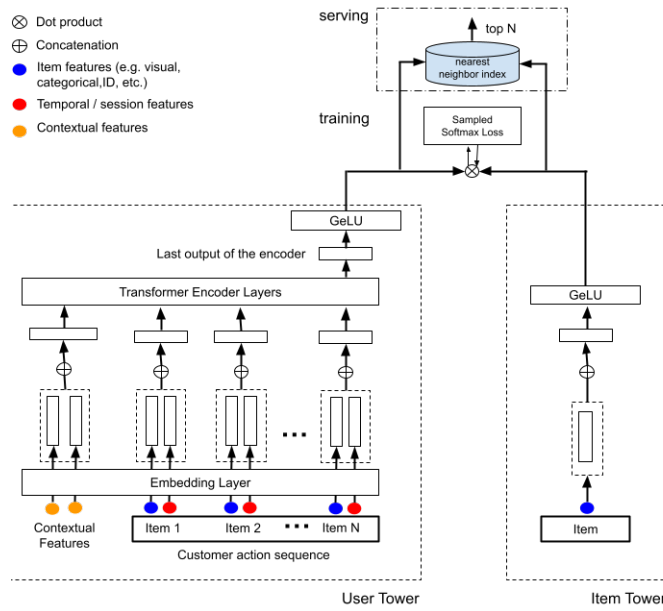 serving
top N
Dot product
nearest
neighbor index
Concatenation
Item features (e.g. visual,
categorical,ID, etc.)
Temporal / session features
training
Sampled
Softmax Loss
Contextual features
GeLU
Last output of the encoder
Transformer Encoder Layers
GeLU
Embedding Layer
Contextual
Features
Item 1
Item 2
Item N
Item
Customer action sequence
User Tower
Item Tower